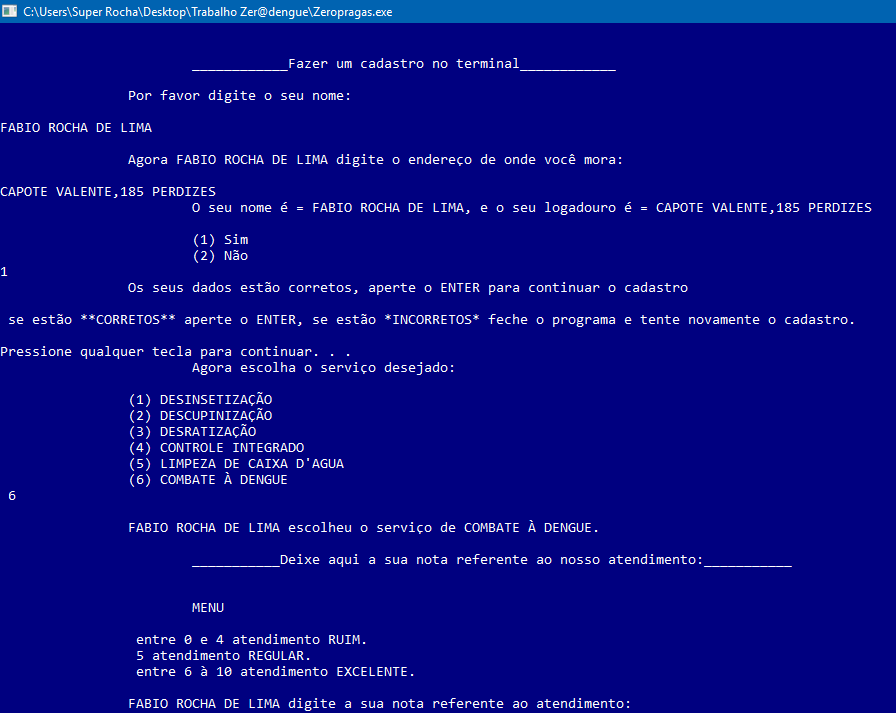 C:\Users\Super Rocha\Desktop\Trabalho Zer@dengue\Zeropragas.exe
____________Fazer um cadastro no terminal____________
Por favor digite o seu nome:
FABIO ROCHA DE LIMA
Agora FABIO ROCHA DE LIMA digite o endereço de onde você mora:
CAPOTE VALENTE,185 PERDIZES
O seu nome é = FABIO ROCHA DE LIMA, e o seu logadouro é = CAPOTE VALENTE,185 PERDIZES
(1) Sim
(2) Não
1
Os seus dados estão corretos, aperte o ENTER para continuar o cadastro
se estão **CORRETOS** aperte o ENTER, se estão *INCORRETOS* feche o programa e tente novamente o cadastro.
Pressione qualquer tecla para continuar. . .
Agora escolha o serviço desejado:
(1) DESINSETIZAÇÃO
(2) DESCUPINIZAÇÃO
(3) DESRATIZAÇÃO
(4) CONTROLE INTEGRADO
(5) LIMPEZA DE CAIXA D'AGUA
(6) COMBATE À DENGUE
6
FABIO ROCHA DE LIMA escolheu o serviço de COMBATE À DENGUE.
___________Deixe aqui a sua nota referente ao nosso atendimento:___________
MENU
entre 0 e 4 atendimento RUIM.
5 atendimento REGULAR.
entre 6 à 10 atendimento EXCELENTE.
FABIO ROCHA DE LIMA digite a sua nota referente ao atendimento: